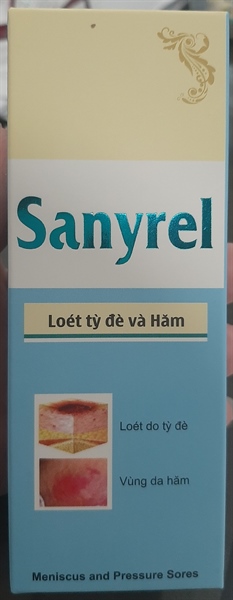 Sanyrel
Loét tỳ đè và Hăm
Loét do tỳ đè
Vùng da hăm
Meniscus and Pressure Sores